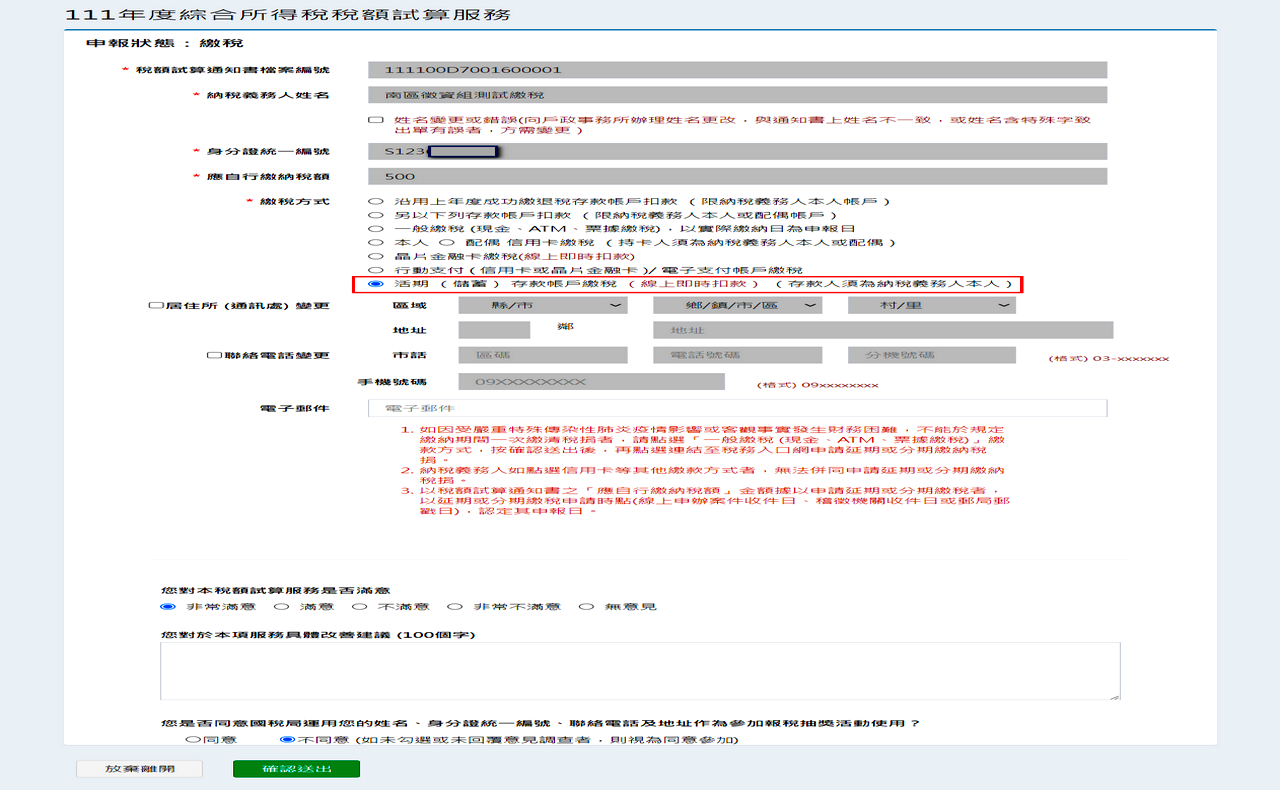 111年度綜合所得稅稅額試算服務
申報狀態：繳稅
* 稅額試算通知書檔案編號 111100D7001600001
* 納稅義務人姓名 南區徵資組測試繳稅
姓名變更或錯誤(向戶政事務所辦理姓名更改，與通知書上姓名不一致，或姓名含特殊字致
出單有誤者，方需變更）
* 身分證統一編號 S123
* 應自行繳納稅額 500
* 繳稅方式 沿用上年度成功繳退稅存款帳戶扣款 （限納稅義務人本人帳戶）
另以下列存款帳戶扣款 （限納稅義務人本人或配偶帳戶）
一般繳稅 (現金、ATM、票據繳稅)，以實際繳納日為申報日
本人 配偶 信用卡繳稅 （持卡人須為納稅義務人本人或配偶）
晶片金融卡繳稅(線上即時扣款)
行動支付（信用卡或晶片金融卡）/ 電子支付帳戶繳稅
活期 （儲蓄） 存款帳戶繳稅 （線上即時扣款） （存款人須為納稅義務人本人）
居住所 (通訊處) 變更 區域 縣/市 鄉/鎮/市/區 村/里
地址 鄰 地址
聯絡電話變更 市話 區碼 電話號碼 分機號碼 (格式) 03-xxxxxxx
手機號碼 09XXXXXXXX (格式) 09xxxxxxxx
電子郵件 電子郵件
1. 如因受嚴重特殊傳染性肺炎疫情影響或客觀事實發生財務困難，不能於規定
繳納期間一次繳清稅捐者，請點選「一般繳稅 (現金、ATM、票據繳稅)」繳
款方式，按確認送出後，再點選連結至稅務入口網申請延期或分期繳納稅
捐。
2. 納稅義務人如點選信用卡等其他繳款方式者，無法併同申請延期或分期繳納
稅捐。
3. 以稅額試算通知書之「應自行繳納稅額」金額據以申請延期或分期繳稅者，
以延期或分期繳稅申請時點(線上申辦案件收件日、稽徵機關收件日或郵局郵
戳日)，認定其申報日。
您對本稅額試算服務是否滿意
非常滿意 滿意 不滿意 非常不滿意 無意見
您對於本項服務具體改善建議 (100個字)
您是否同意國稅局運用您的姓名、身分證統一編號、聯絡電話及地址作為參加報稅抽獎活動使用？
同意 不同意 (如未勾選或未回覆意見調查者，則視為同意參加)
放棄離開 確認送出